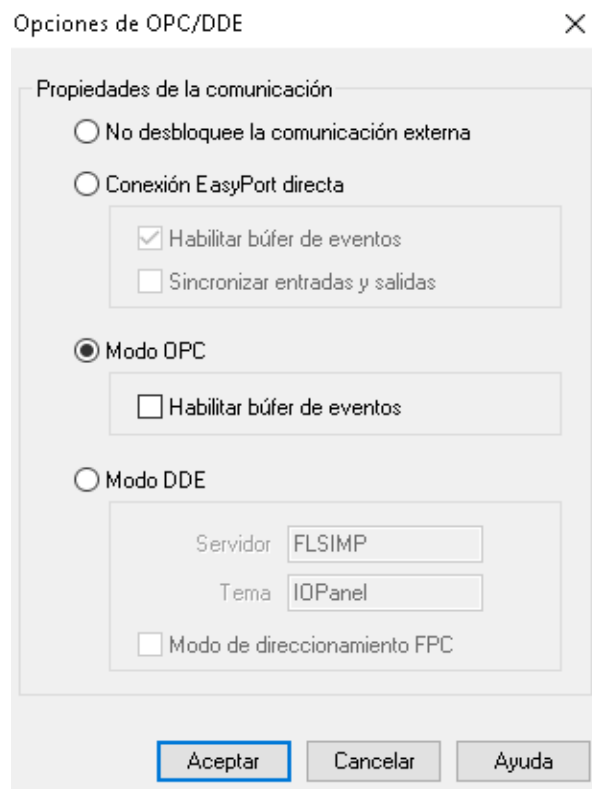 Opciones de OPC/DDE
Propiedades de la comunicación
No desbloquee la comunicación externa
Conexión EasyPort directa
Habilitar búfer de eventos
Sincronizar entradas y salidas
Modo OPC
Habilitar búfer de eventos
Modo DDE
Servidor FLSIMP
Tema IOPanel
Modo de direccionamiento FPC
Aceptar Cancelar Ayuda